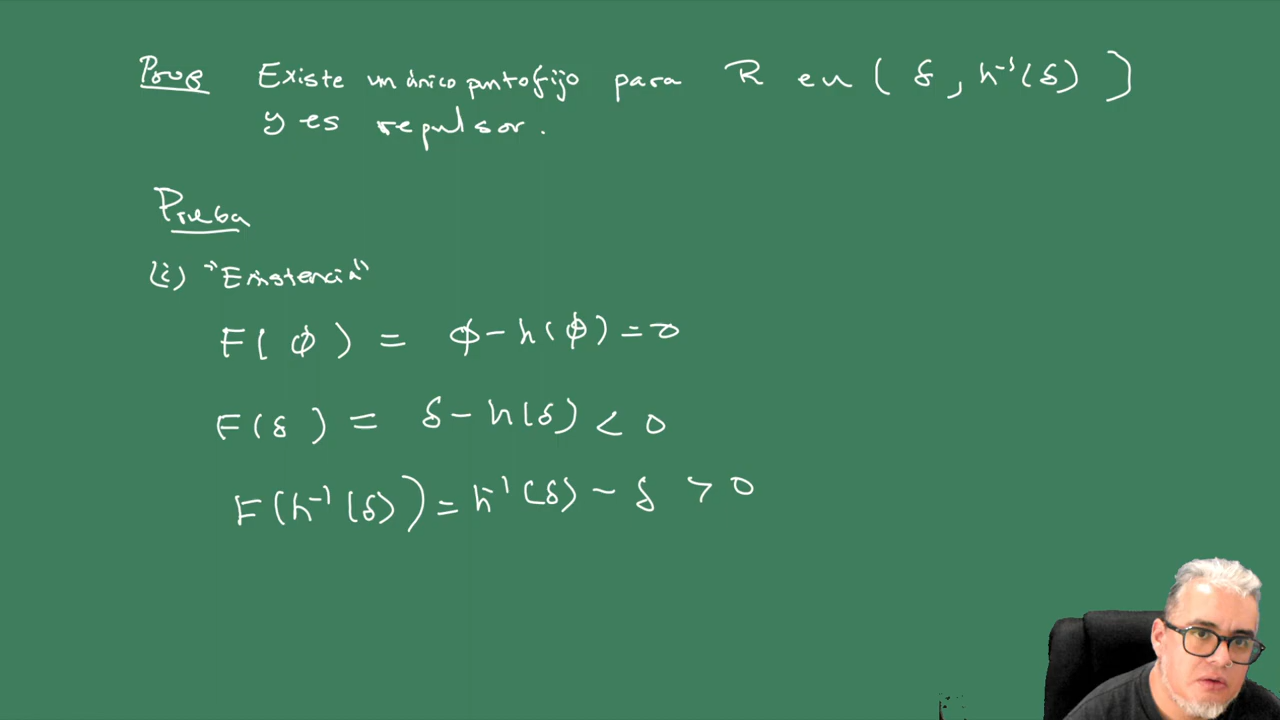 Prop Existe un único punto fijo para R en ( δ, h⁻¹(δ) )
y es repulsor.
Prueba
(i) "Existencia"
F( ϕ ) = ϕ - h(ϕ) = 0
F(δ) = δ - h(δ) < 0
F(h⁻¹(δ)) = h⁻¹(δ) - δ > 0